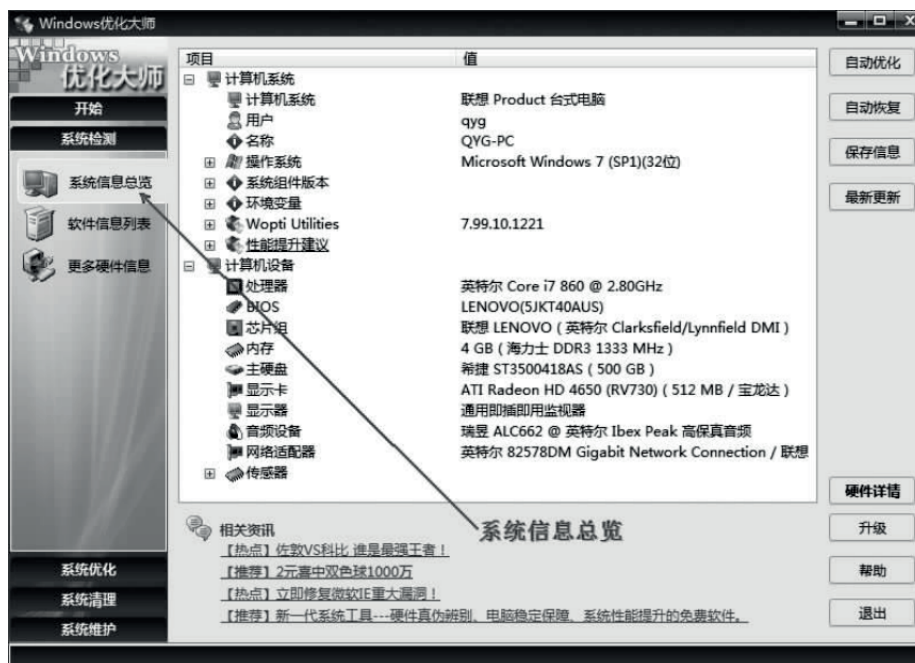 Windows优化大师
Windows
优化大师
开始
系统检测
系统信息总览
软件信息列表
更多硬件信息
系统优化
系统清理
系统维护
项目 值
计算机系统
计算机系统 联想 Product 台式电脑
用户 qyg
名称 QYG-PC
操作系统 Microsoft Windows 7 (SP1)(32位)
系统组件版本
环境变量
Wopti Utilities 7.99.10.1221
性能提升建议
计算机设备
处理器 英特尔 Core i7 860 @ 2.80GHz
BIOS LENOVO(5JKT40AUS)
芯片组 联想 LENOVO ( 英特尔 Clarksfield/Lynnfield DMI )
内存 4 GB ( 海力士 DDR3 1333 MHz )
主硬盘 希捷 ST3500418AS ( 500 GB )
显示卡 ATI Radeon HD 4650 (RV730) ( 512 MB / 宝龙达 )
显示器 通用即插即用监视器
音频设备 瑞昱 ALC662 @ 英特尔 Ibex Peak 高保真音频
网络适配器 英特尔 82578DM Gigabit Network Connection / 联想
传感器
系统信息总览
相关资讯
【热点】佐敦VS科比 谁是最强王者！
【推荐】2元喜中双色球1000万
【热点】立即修复微软IE重大漏洞！
【推荐】新一代系统工具---硬件真伪辨别、电脑稳定保障、系统性能提升的免费软件。
自动优化
自动恢复
保存信息
最新更新
硬件详情
升级
帮助
退出